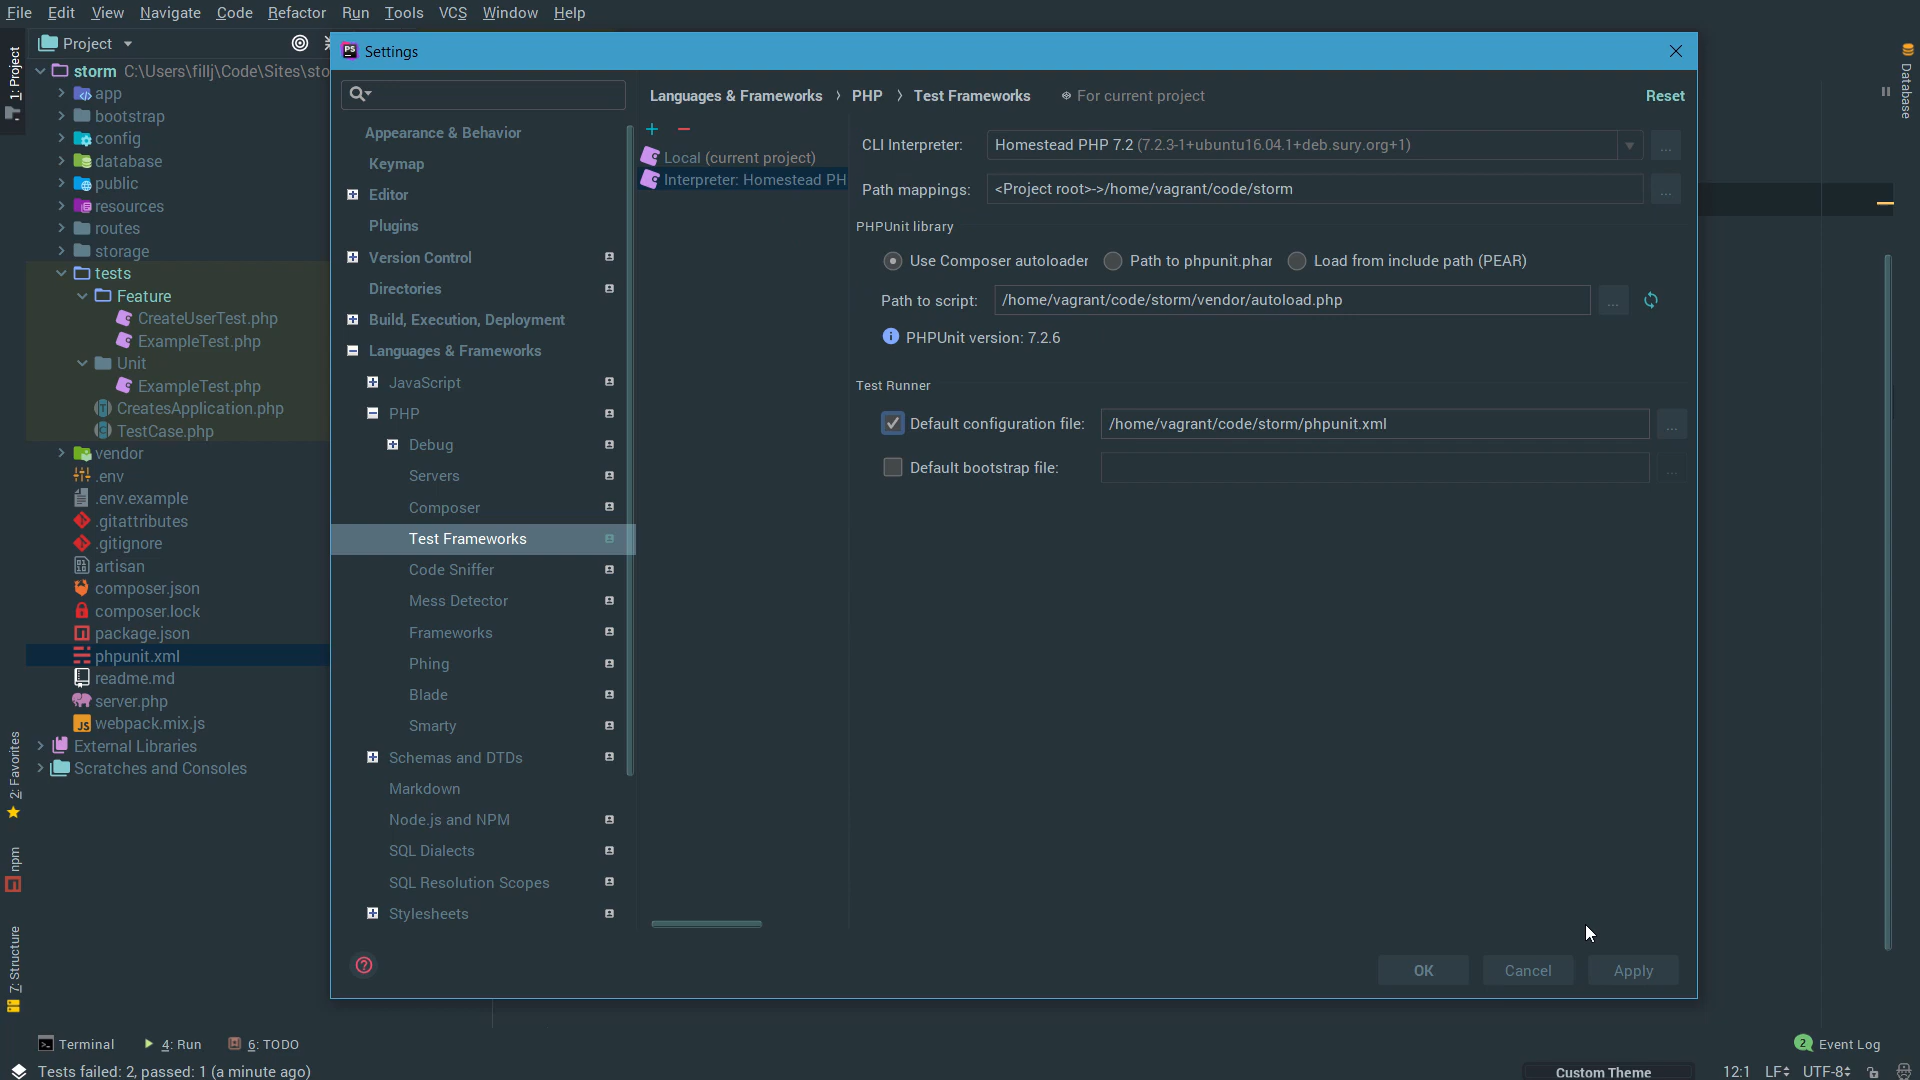 File Edit View Navigate Code Refactor Run Tools VCS Window Help
1: Project
Project
storm C:\Users\fillj\Code\Sites\sto
app
bootstrap
config
database
public
resources
routes
storage
tests
Feature
CreateUserTest.php
ExampleTest.php
Unit
ExampleTest.php
CreatesApplication.php
TestCase.php
vendor
.env
.env.example
.gitattributes
.gitignore
artisan
composer.json
composer.lock
package.json
phpunit.xml
readme.md
server.php
webpack.mix.js
External Libraries
Scratches and Consoles
2: Favorites
npm
7: Structure
PS Settings
Appearance & Behavior
Keymap
Editor
Plugins
Version Control
Directories
Build, Execution, Deployment
Languages & Frameworks
JavaScript
PHP
Debug
Servers
Composer
Test Frameworks
Code Sniffer
Mess Detector
Frameworks
Phing
Blade
Smarty
Schemas and DTDs
Markdown
Node.js and NPM
SQL Dialects
SQL Resolution Scopes
Stylesheets
Languages & Frameworks › PHP › Test Frameworks For current project Reset
Local (current project)
Interpreter: Homestead PH
CLI Interpreter: Homestead PHP 7.2 (7.2.3-1+ubuntu16.04.1+deb.sury.org+1) ...
Path mappings: <Project root>->/home/vagrant/code/storm ...
PHPUnit library
Use Composer autoloader Path to phpunit.phar Load from include path (PEAR)
Path to script: /home/vagrant/code/storm/vendor/autoload.php ...
PHPUnit version: 7.2.6
Test Runner
Default configuration file: /home/vagrant/code/storm/phpunit.xml ...
Default bootstrap file: ...
OK Cancel Apply
Database
Terminal 4: Run 6: TODO 2 Event Log
Tests failed: 2, passed: 1 (a minute ago) Custom Theme 12:1 LF UTF-8